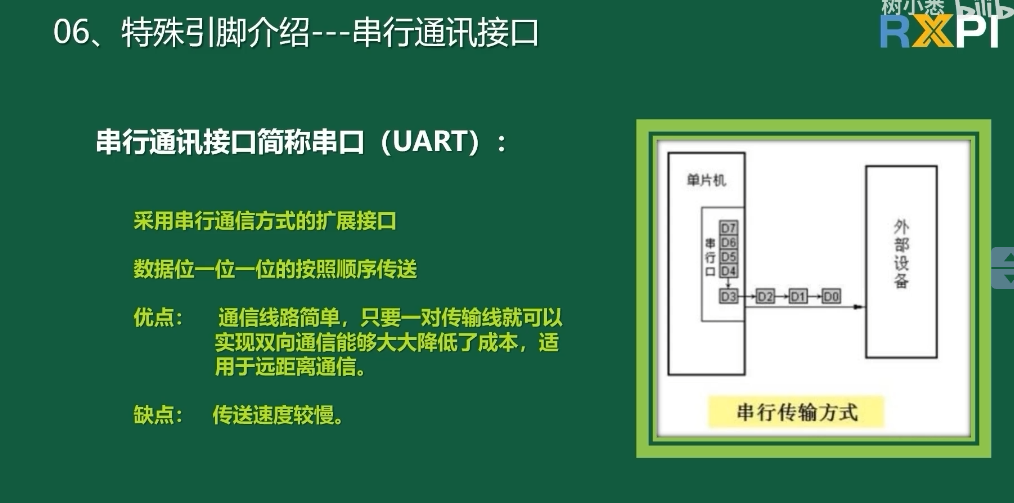 06、特殊引脚介绍---串行通讯接口
树小悉 bilib
RXPI
串行通讯接口简称串口（UART）：
采用串行通信方式的扩展接口
数据位一位一位的按照顺序传送
优点： 通信线路简单，只要一对传输线就可以
实现双向通信能够大大降低了成本，适
用于远距离通信。
缺点： 传送速度较慢。
单片机
串行口
D7
D6
D5
D4
D3 D2 D1 D0
外部设备
串行传输方式